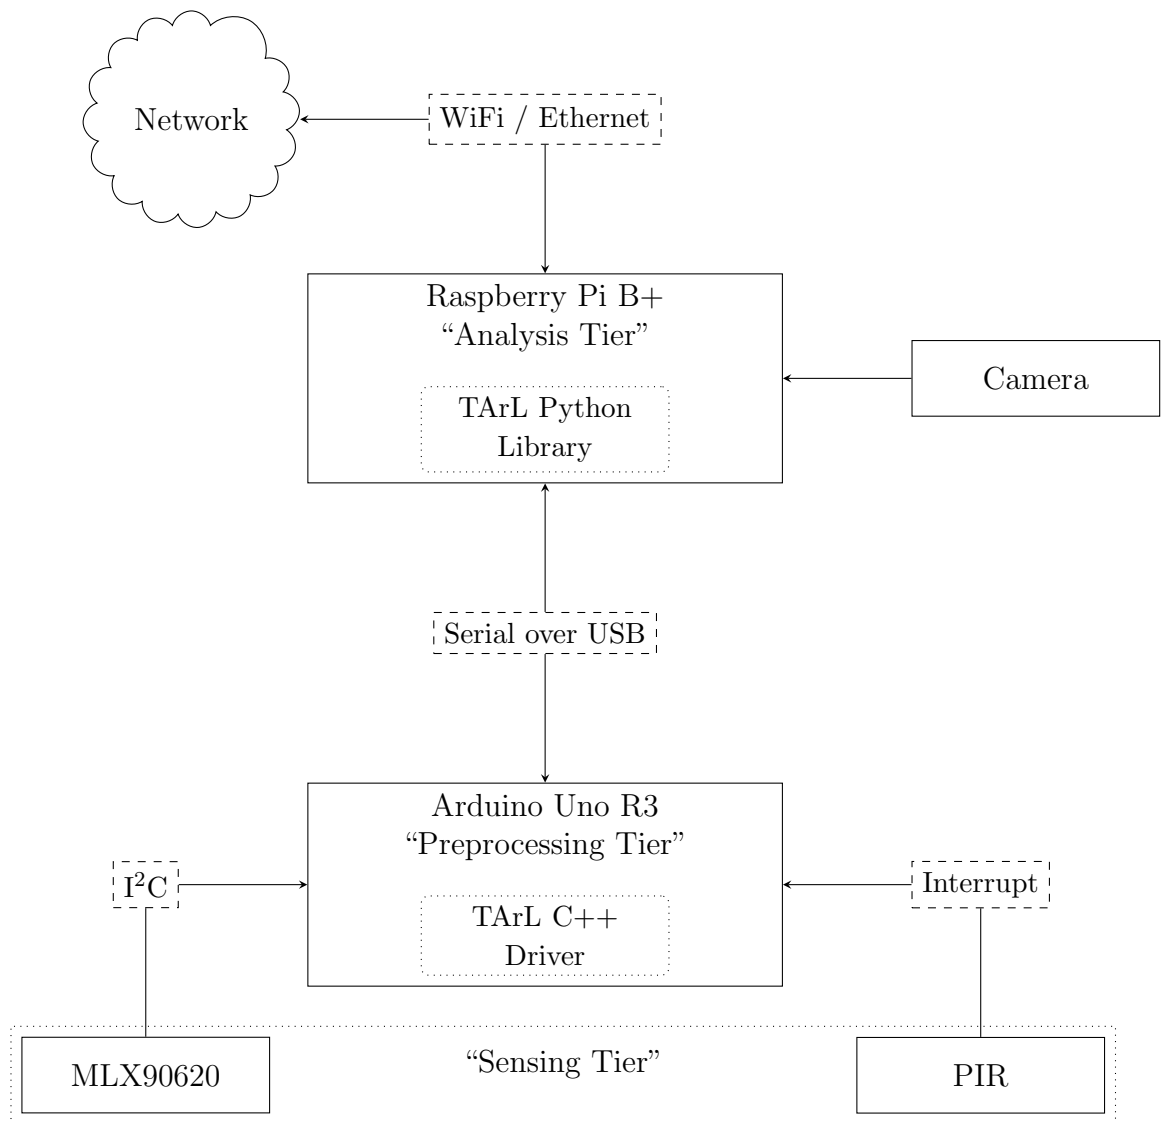 Network
WiFi / Ethernet
Raspberry Pi B+
“Analysis Tier”
Camera
TArL Python
Library
Serial over USB
Arduino Uno R3
“Preprocessing Tier”
I²C
Interrupt
TArL C++
Driver
“Sensing Tier”
MLX90620
PIR